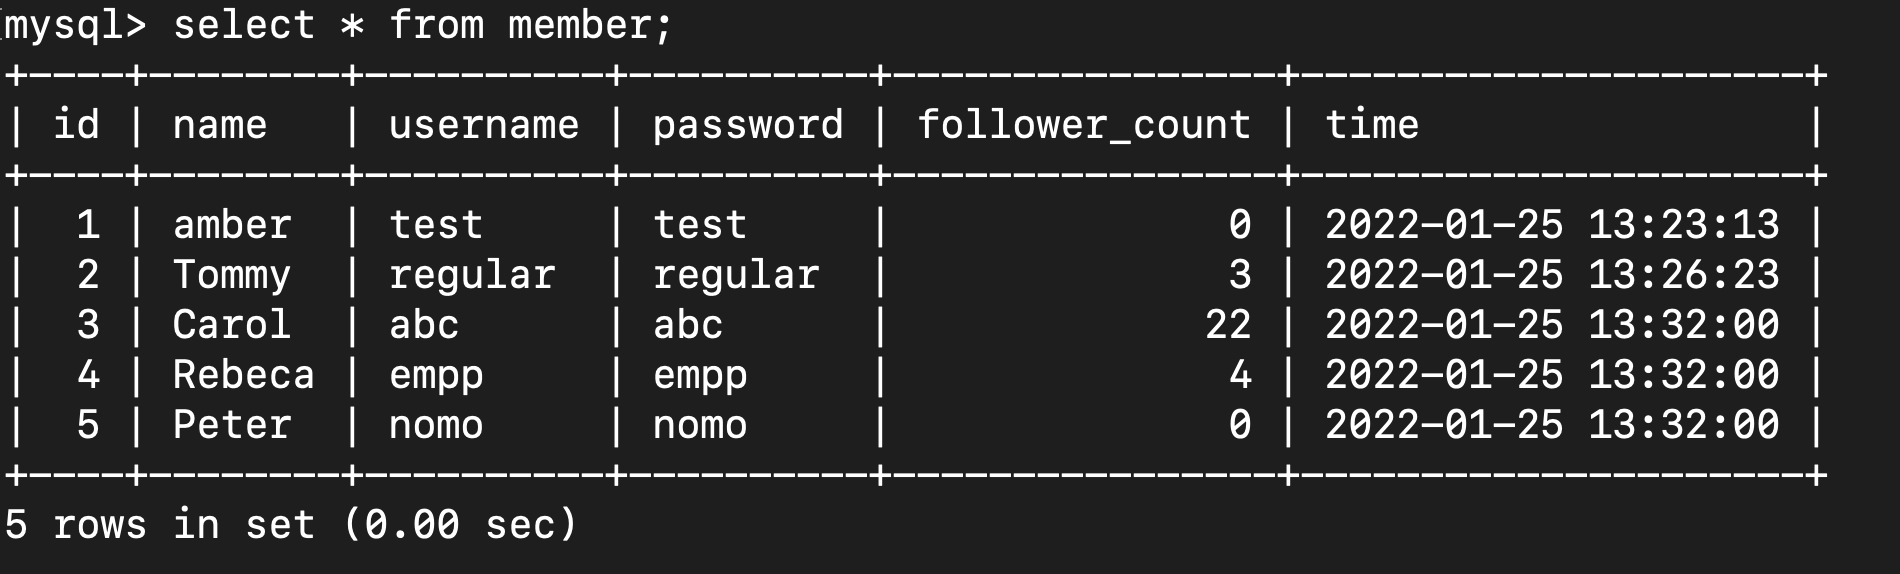 mysql> select * from member;
+----+--------+----------+----------+----------------+---------------------+
| id | name   | username | password | follower_count | time                |
+----+--------+----------+----------+----------------+---------------------+
|  1 | amber  | test     | test     |              0 | 2022-01-25 13:23:13 |
|  2 | Tommy  | regular  | regular  |              3 | 2022-01-25 13:26:23 |
|  3 | Carol  | abc      | abc      |             22 | 2022-01-25 13:32:00 |
|  4 | Rebeca | empp     | empp     |              4 | 2022-01-25 13:32:00 |
|  5 | Peter  | nomo     | nomo     |              0 | 2022-01-25 13:32:00 |
+----+--------+----------+----------+----------------+---------------------+
5 rows in set (0.00 sec)